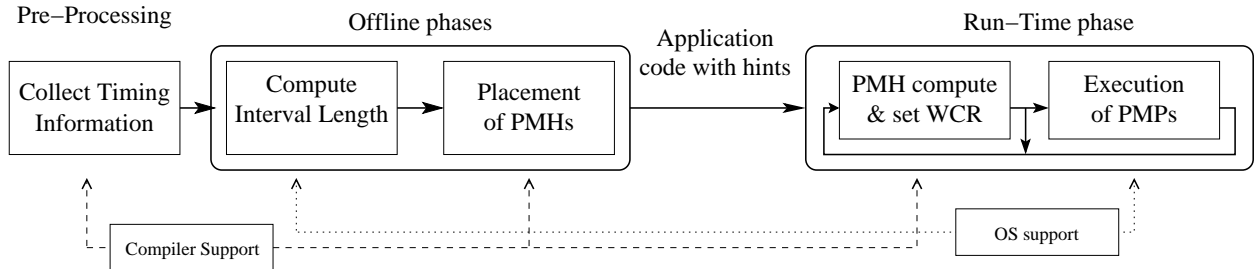 Pre−Processing
Offline phases
Run−Time phase
Application
code with hints
Collect Timing
Information
Compute
Interval Length
Placement
of PMHs
PMH compute
& set WCR
Execution
of PMPs
Compiler Support
OS support